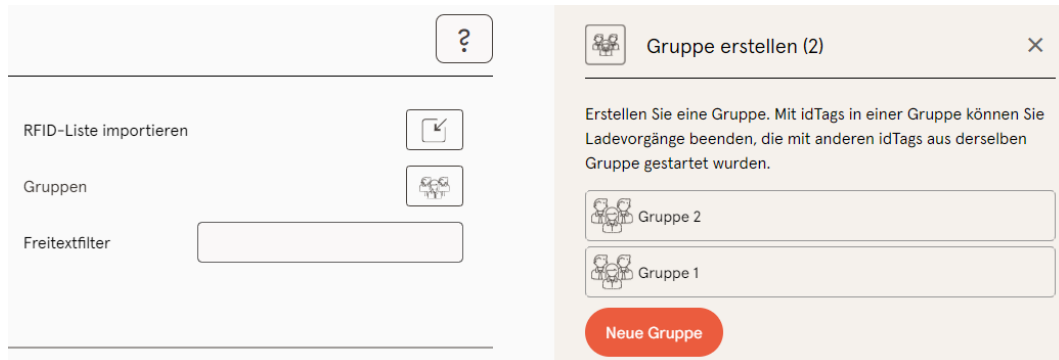 ?
RFID-Liste importieren
Gruppen
Freitextfilter
Gruppe erstellen (2)
Erstellen Sie eine Gruppe. Mit idTags in einer Gruppe können Sie
Ladevorgänge beenden, die mit anderen idTags aus derselben
Gruppe gestartet wurden.
Gruppe 2
Gruppe 1
Neue Gruppe